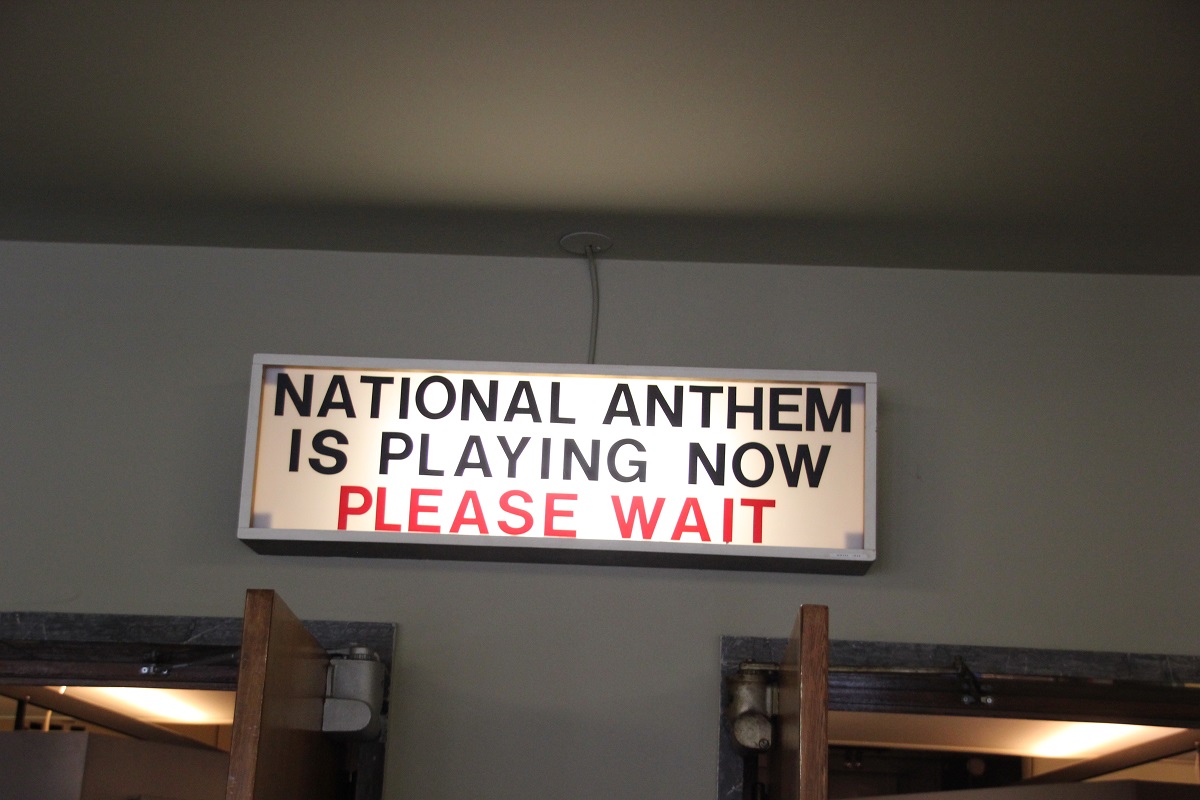 NATIONAL ANTHEM
IS PLAYING NOW
PLEASE WAIT